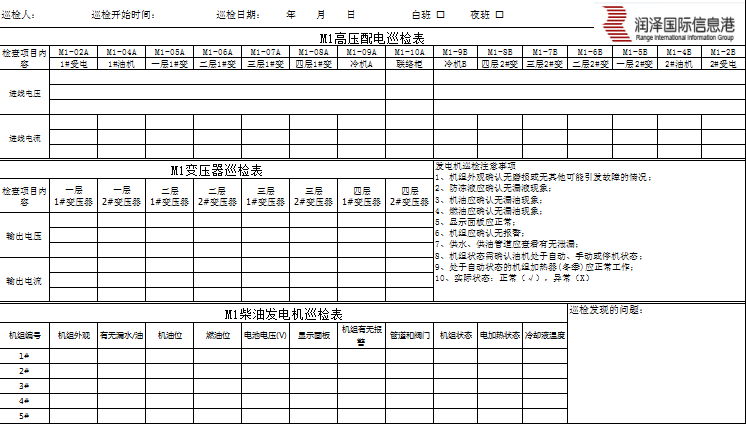 巡检人： 巡检开始时间： 巡检日期： 年 月 日 白班 口 夜班 口
润泽国际信息港
Range International Information Hub
M1高压配电巡检表
检查项目内容 M1-02A M1-04A M1-05A M1-06A M1-07A M1-08A M1-09A M1-10A M1-9B M1-8B M1-7B M1-6B M1-5B M1-4B M1-2B
1#受电 1#油机 一层1#变 二层1#变 三层1#变 四层1#变 冷机A 联络柜 冷机B 四层2#变 三层2#变 二层2#变 一层2#变 2#油机 2#受电
进线电压
进线电流
M1变压器巡检表
检查项目内容 一层1#变压器 一层2#变压器 二层1#变压器 二层2#变压器 三层1#变压器 三层2#变压器 四层1#变压器 四层2#变压器
输出电压
输出电流
发电机巡检注意事项
1、机组外观确认无磨损或无其他可能引发故障的情况；
2、防冻液应确认无漏液现象；
3、机油应确认无漏油现象；
4、燃油应确认无漏油现象；
5、显示面板应正常；
6、机组应确认无报警；
7、供水、供油管道应查看有无泄漏；
8、机组状态需确认油机处于自动、手动或停机状态；
9、处于自动状态的机组加热器(冬季)应正常工作；
10、实际状态：正常（√），异常（X）
M1柴油发电机巡检表
机组编号 机组外观 有无漏水/油 机油位 燃油位 电池电压(V) 显示面板 机组有无报警 管道和阀门 机组状态 电加热状态 冷却液温度
1#
2#
3#
4#
5#
巡检发现的问题：